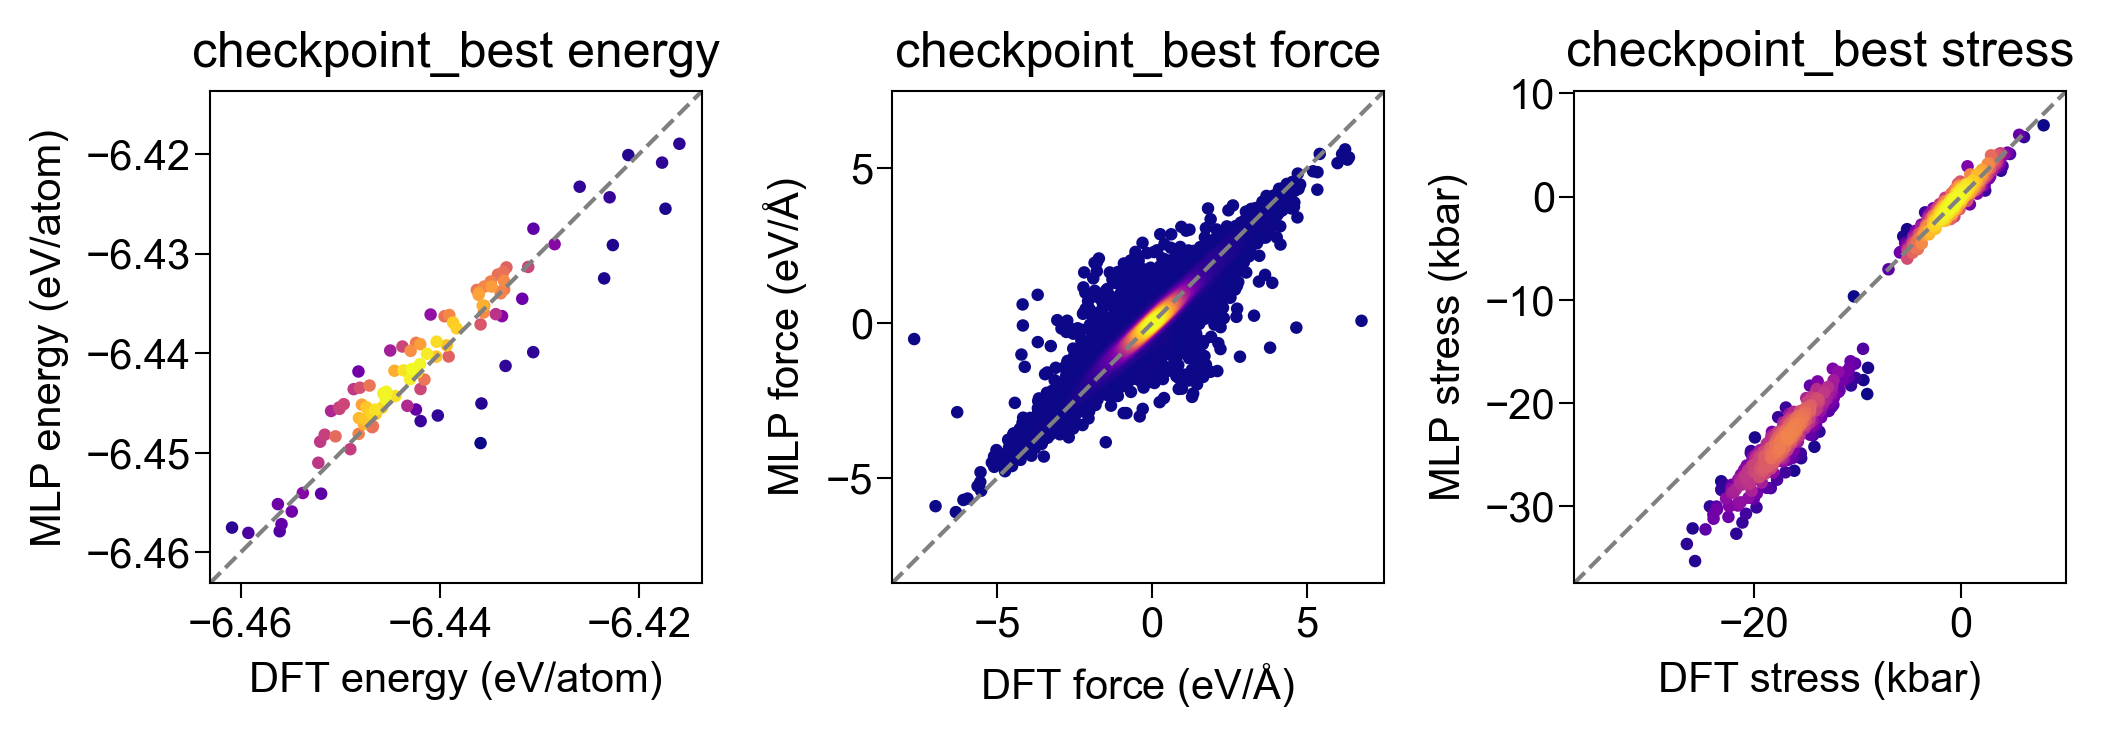 checkpoint_best energy
MLP energy (eV/atom)
−6.42
−6.43
−6.44
−6.45
−6.46
−6.46
−6.44
−6.42
DFT energy (eV/atom)
checkpoint_best force
MLP force (eV/Å)
5
0
−5
−5
0
5
DFT force (eV/Å)
checkpoint_best stress
MLP stress (kbar)
10
0
−10
−20
−30
−20
0
DFT stress (kbar)